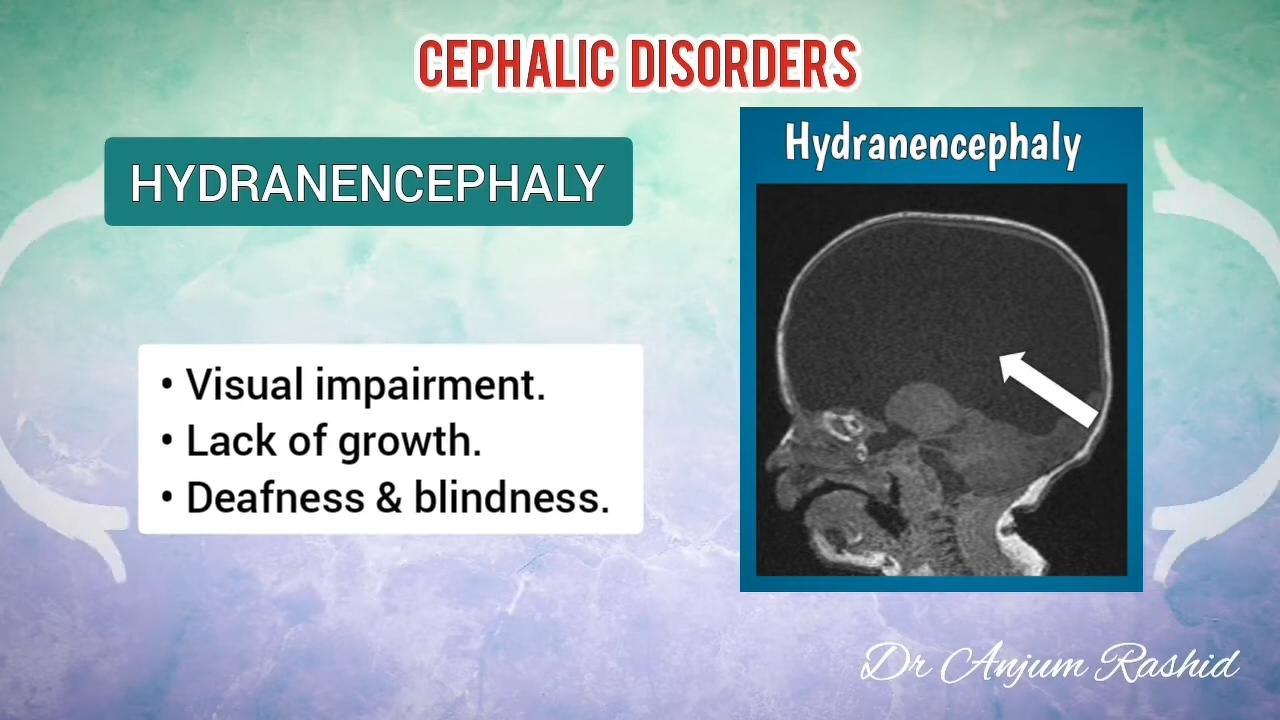 CEPHALIC DISORDERS
HYDRANENCEPHALY
• Visual impairment.
• Lack of growth.
• Deafness & blindness.
Hydranencephaly
Dr Anjum Rashid